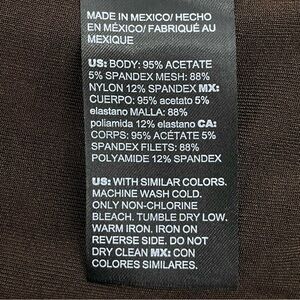 MADE IN MEXICO/ HECHO
EN MÉXICO/ FABRIQUÉ AU
MEXIQUE
US: BODY: 95% ACETATE
5% SPANDEX MESH: 88%
NYLON 12% SPANDEX MX:
CUERPO: 95% acetato 5%
elastano MALLA: 88%
poliamida 12% elastano CA:
CORPS: 95% ACÉTATE 5%
SPANDEX FILETS: 88%
POLYAMIDE 12% SPANDEX
US: WITH SIMILAR COLORS.
MACHINE WASH COLD.
ONLY NON-CHLORINE
BLEACH. TUMBLE DRY LOW.
WARM IRON. IRON ON
REVERSE SIDE. DO NOT
DRY CLEAN MX: CON
COLORES SIMILARES.